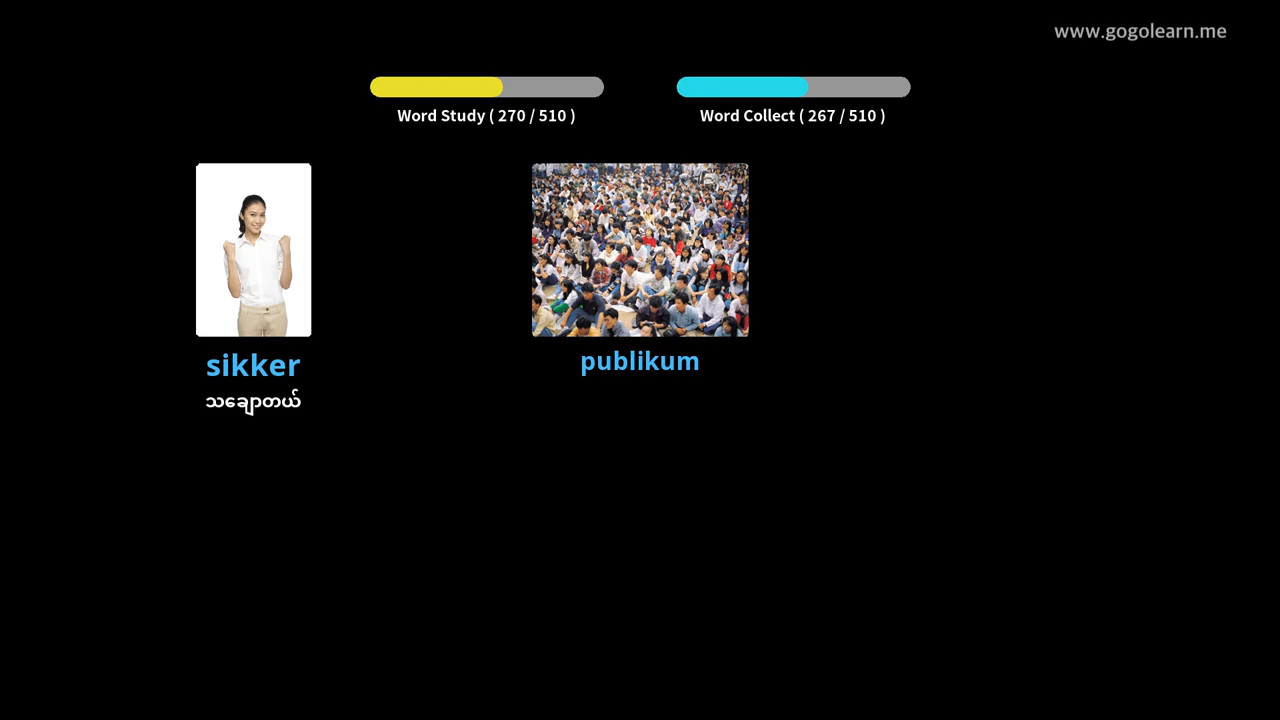 www.gogolearn.me
Word Study ( 270 / 510 )
Word Collect ( 267 / 510 )
sikker
သချောတယ်
publikum